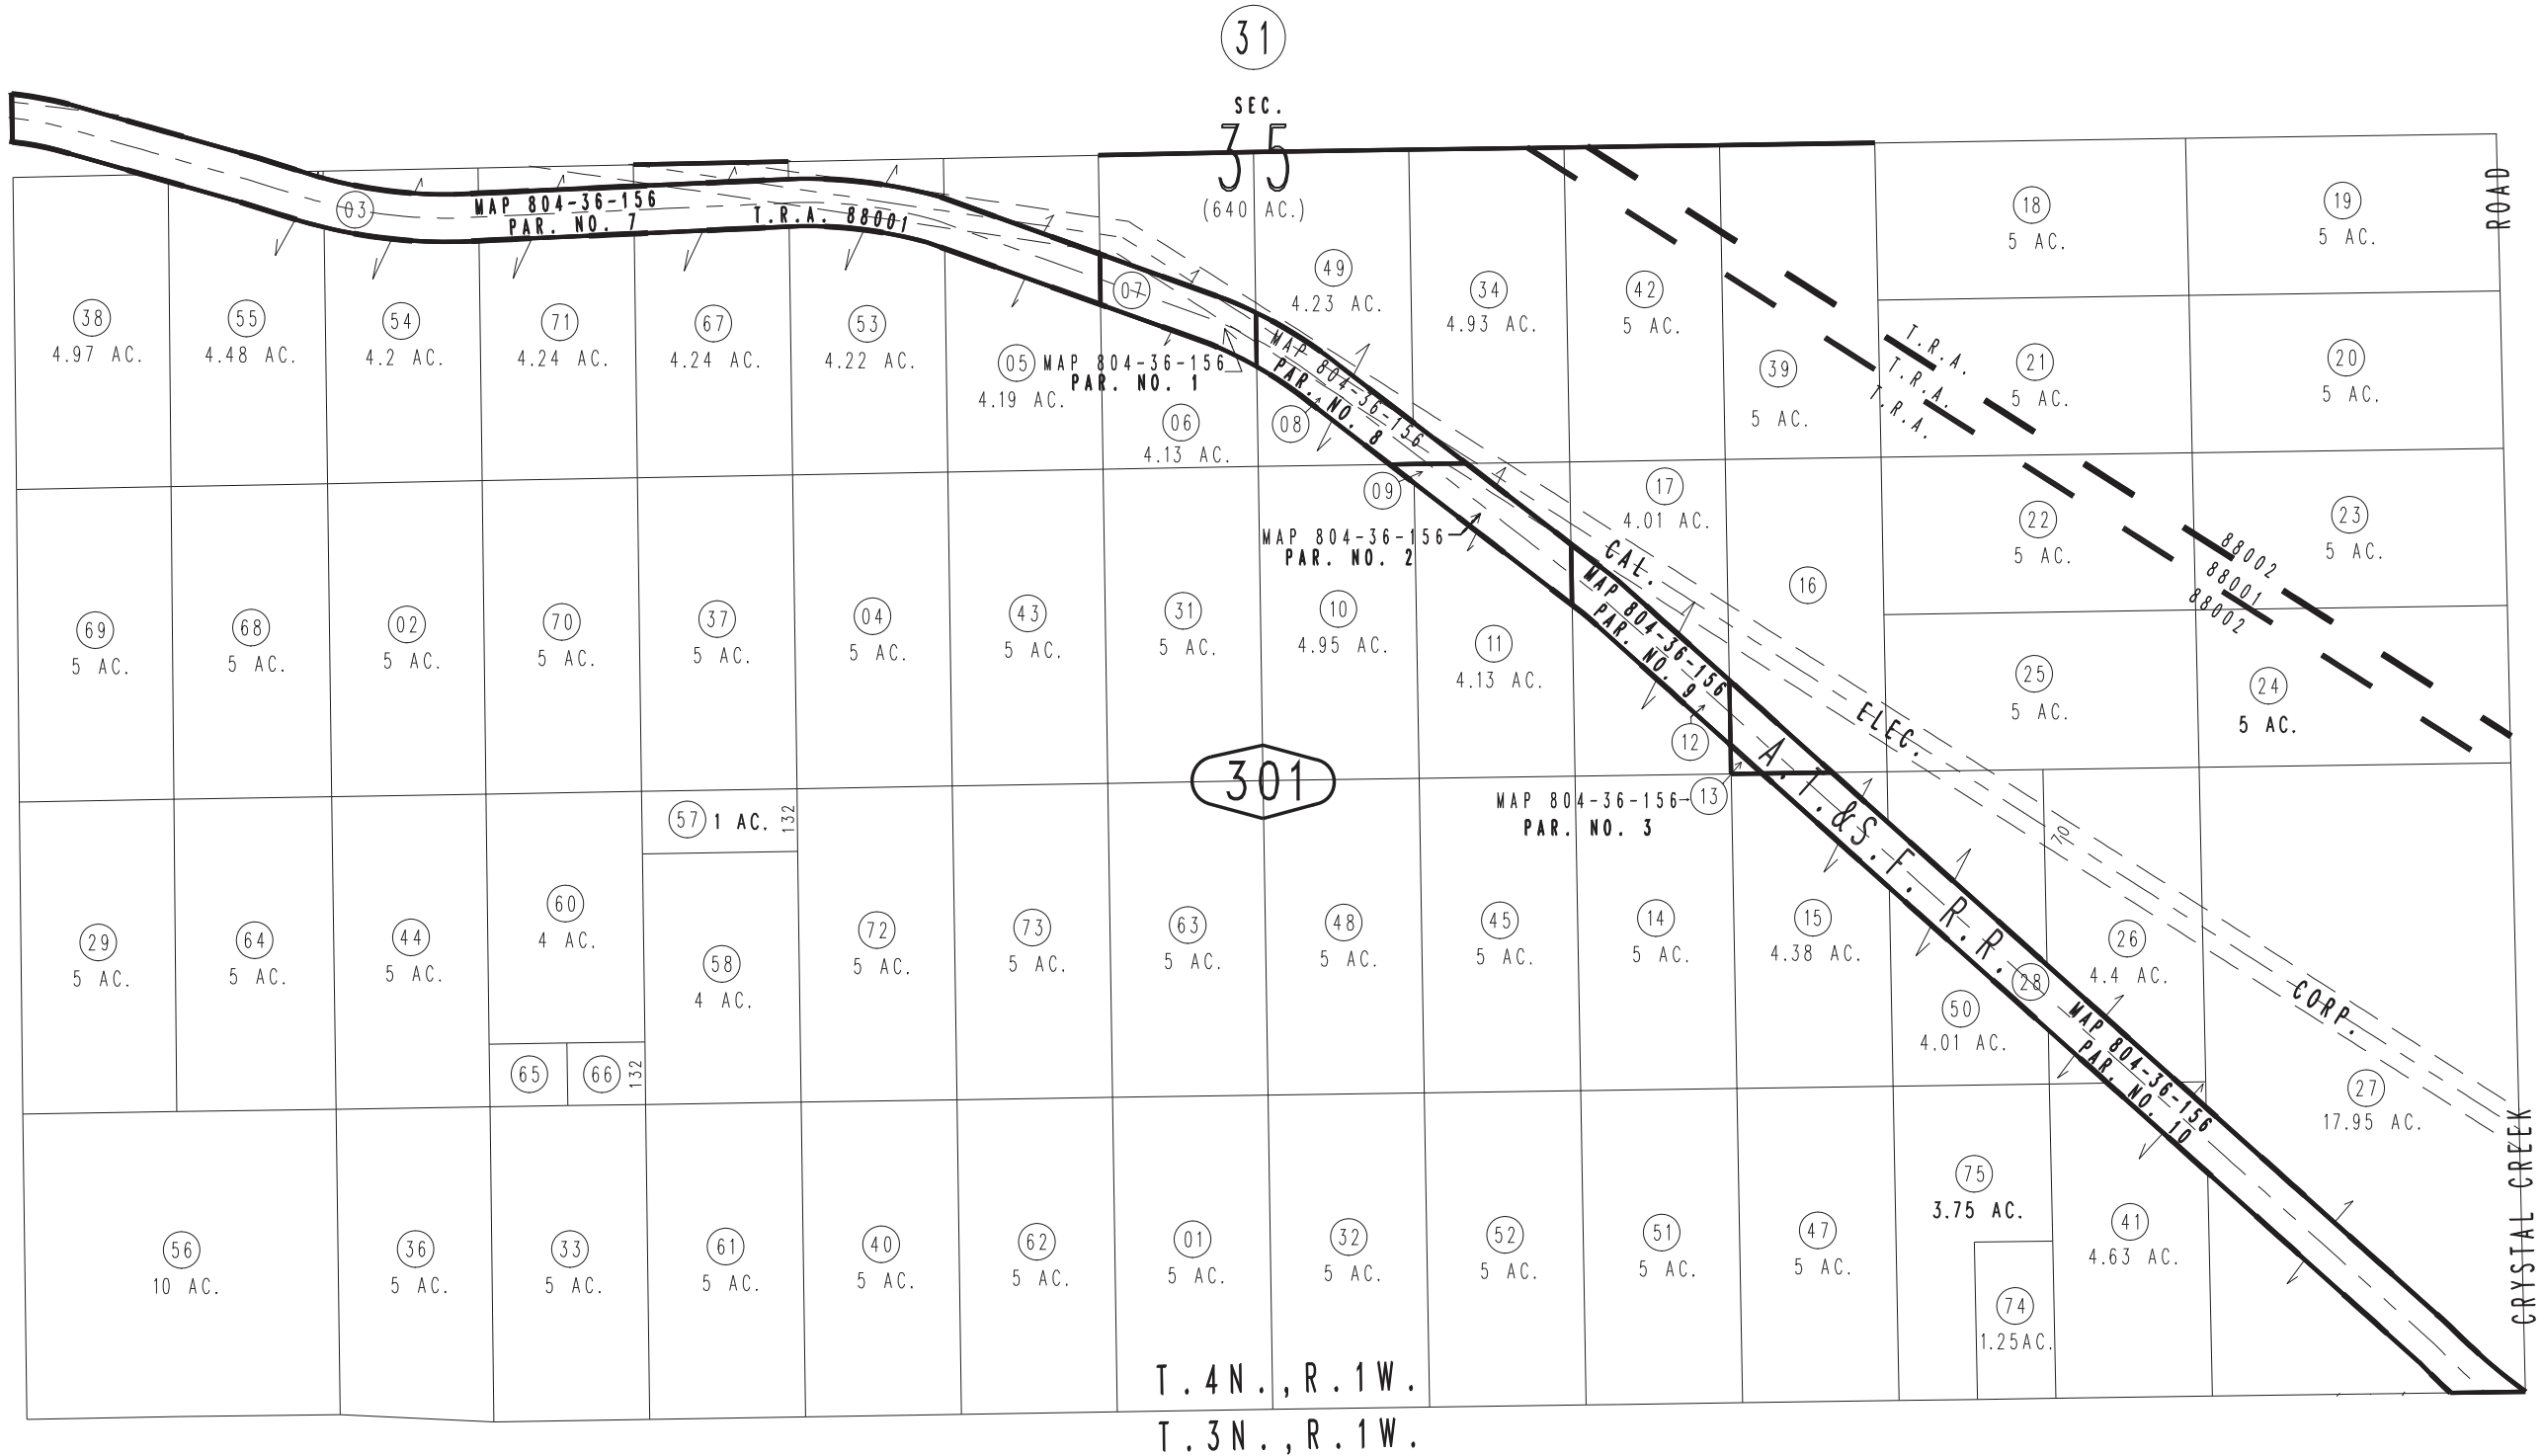 31
SEC.
35
(640 AC.)
ROAD
03
MAP 804-36-156
PAR. NO. 7
T.R.A. 88001
07
18
5 AC.
19
5 AC.
38
4.97 AC.
55
4.48 AC.
54
4.2 AC.
71
4.24 AC.
67
4.24 AC.
53
4.22 AC.
05
4.19 AC.
MAP 804-36-156
PAR. NO. 1
06
4.13 AC.
49
4.23 AC.
MAP 804-36-156
PAR. NO. 8
08
34
4.93 AC.
42
5 AC.
39
5 AC.
T.R.A.
T.R.A.
T.R.A.
21
5 AC.
20
5 AC.
09
MAP 804-36-156
PAR. NO. 2
17
4.01 AC.
16
22
5 AC.
23
5 AC.
88002
88001
88002
69
5 AC.
68
5 AC.
02
5 AC.
70
5 AC.
37
5 AC.
04
5 AC.
43
5 AC.
31
5 AC.
10
4.95 AC.
11
4.13 AC.
CAL. ELEC. CORP.
MAP 804-36-156
PAR. NO. 9
12
25
5 AC.
24
5 AC.
301
MAP 804-36-156
PAR. NO. 3
13
A.T.&S.F. R.R.
70
57
1 AC.
132
29
5 AC.
64
5 AC.
44
5 AC.
60
4 AC.
58
4 AC.
72
5 AC.
73
5 AC.
63
5 AC.
48
5 AC.
45
5 AC.
14
5 AC.
15
4.38 AC.
50
4.01 AC.
28
26
4.4 AC.
MAP 804-36-156
PAR. NO. 10
27
17.95 AC.
65
66
132
CRYSTAL CREEK
56
10 AC.
36
5 AC.
33
5 AC.
61
5 AC.
40
5 AC.
62
5 AC.
01
5 AC.
32
5 AC.
52
5 AC.
51
5 AC.
47
5 AC.
75
3.75 AC.
74
1.25AC.
41
4.63 AC.
T.4N.,R.1W.
T.3N.,R.1W.